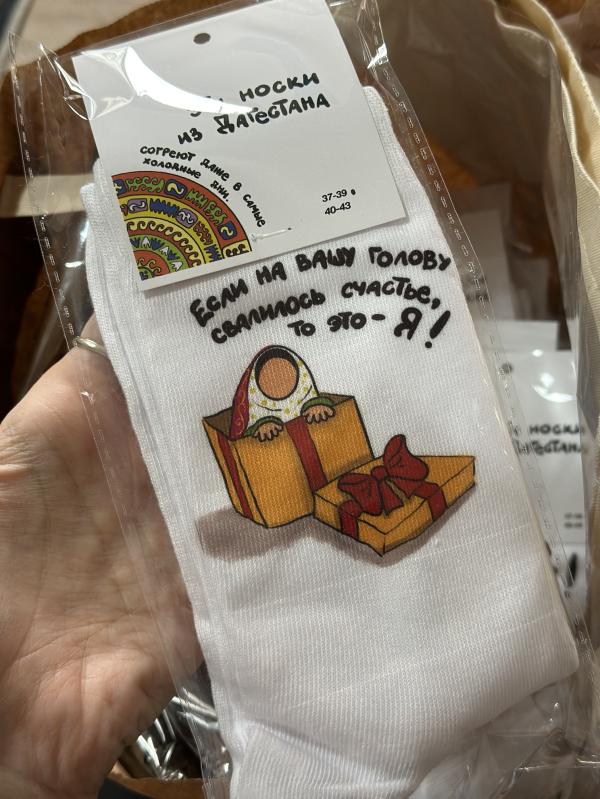 НОСКИ
ИЗ ДАГЕСТАНА
СОГРЕЮТ ДАЖЕ В САМЫЕ
ХОЛОДНЫЕ ДНИ.
37-39
40-43
ЕСЛИ НА ВАШУ ГОЛОВУ
СВАЛИЛОСЬ СЧАСТЬЕ,
ТО ЭТО - Я!
НОСКИ